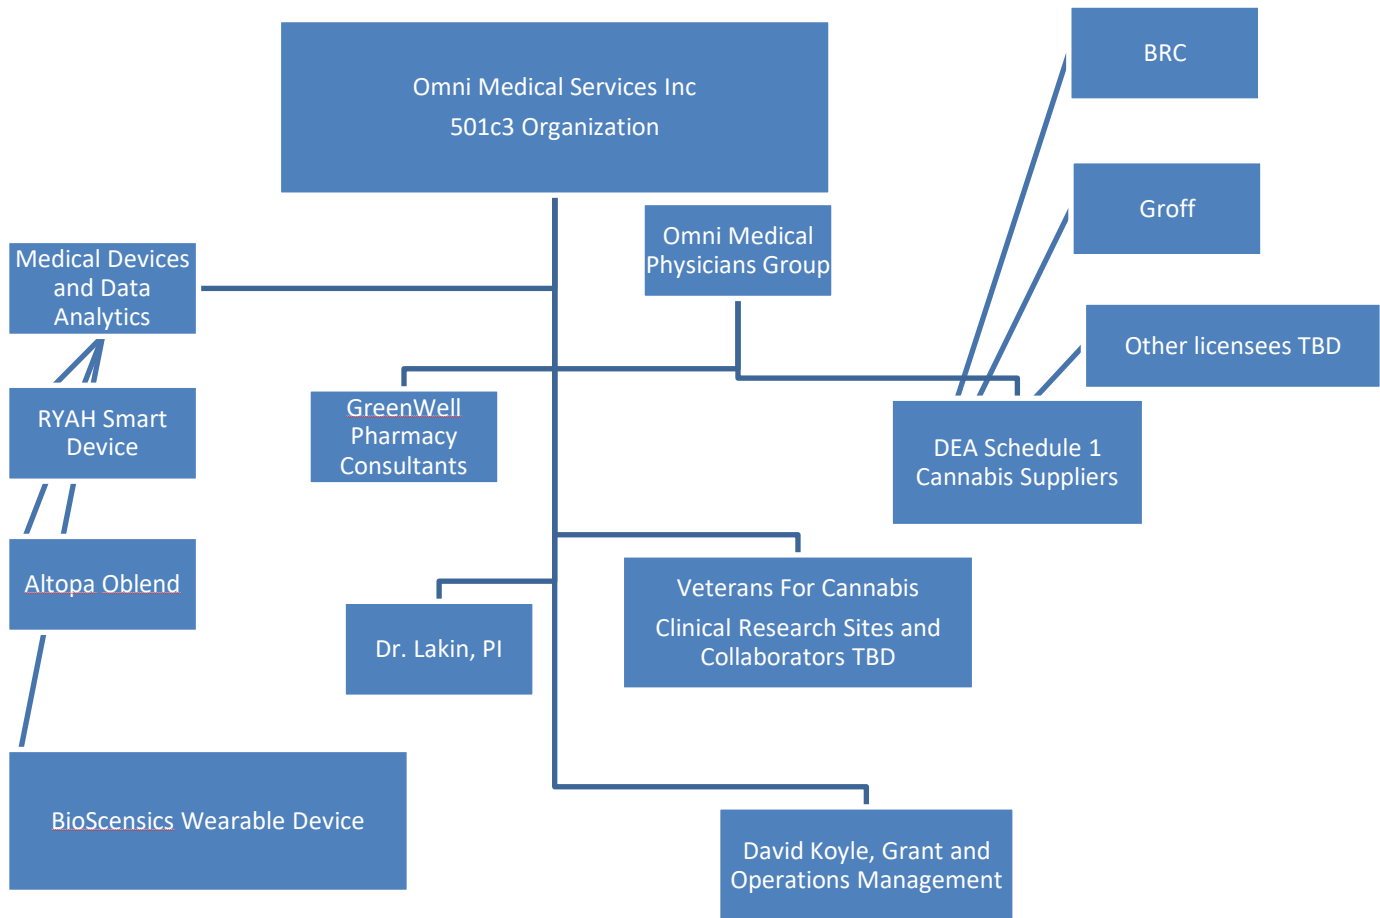 Omni Medical Services Inc
501c3 Organization
BRC
Groff
Other licensees TBD
Omni Medical
Physicians Group
Medical Devices
and Data
Analytics
RYAH Smart
Device
Altopa Oblend
BioScensics Wearable Device
GreenWell
Pharmacy
Consultants
DEA Schedule 1
Cannabis Suppliers
Dr. Lakin, PI
Veterans For Cannabis
Clinical Research Sites and
Collaborators TBD
David Koyle, Grant and
Operations Management